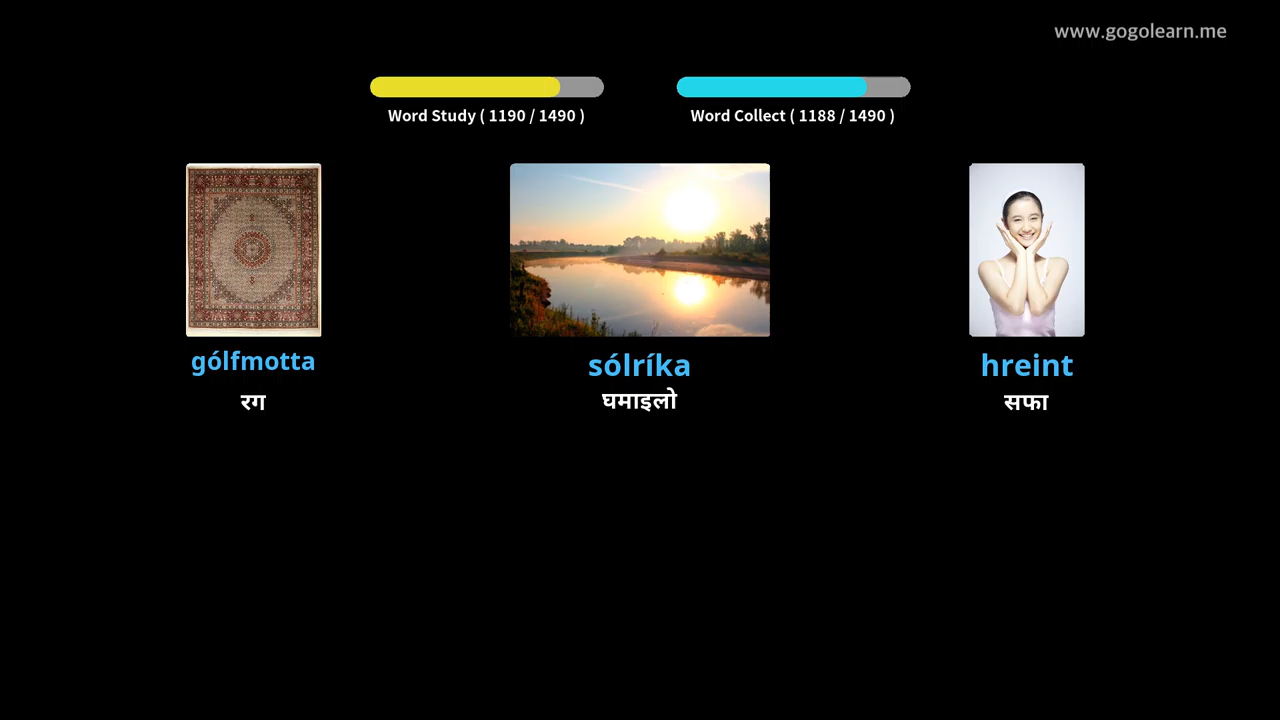 www.gogolearn.me
Word Study ( 1190 / 1490 )
Word Collect ( 1188 / 1490 )
gólfmotta
sólríka
hreint
रग
घमाइलो
सफा